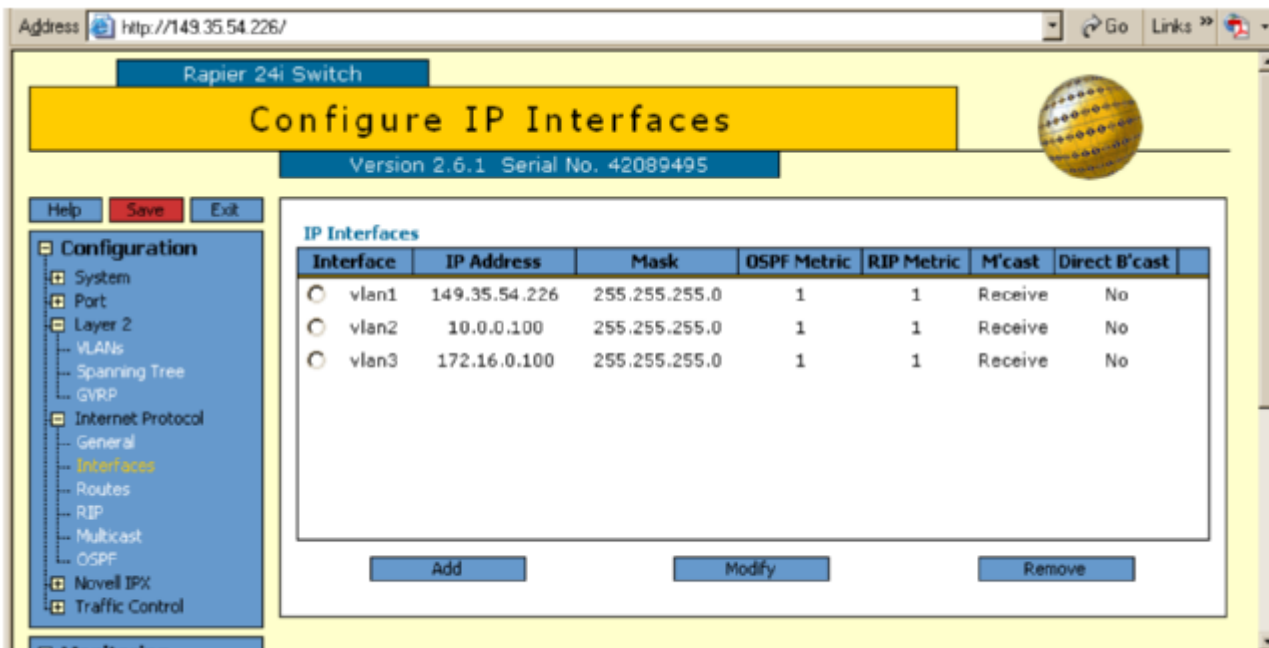 Address http://149.35.54.226/ Go Links »
Rapier 24i Switch
Configure IP Interfaces
Version 2.6.1 Serial No. 42089495
Help Save Exit
Configuration
System
Port
Layer 2
VLANs
Spanning Tree
GVRP
Internet Protocol
General
Interfaces
Routes
RIP
Multicast
OSPF
Novell IPX
Traffic Control
IP Interfaces
Interface IP Address Mask OSPF Metric RIP Metric M'cast Direct B'cast
vlan1 149.35.54.226 255.255.255.0 1 1 Receive No
vlan2 10.0.0.100 255.255.255.0 1 1 Receive No
vlan3 172.16.0.100 255.255.255.0 1 1 Receive No
Add Modify Remove